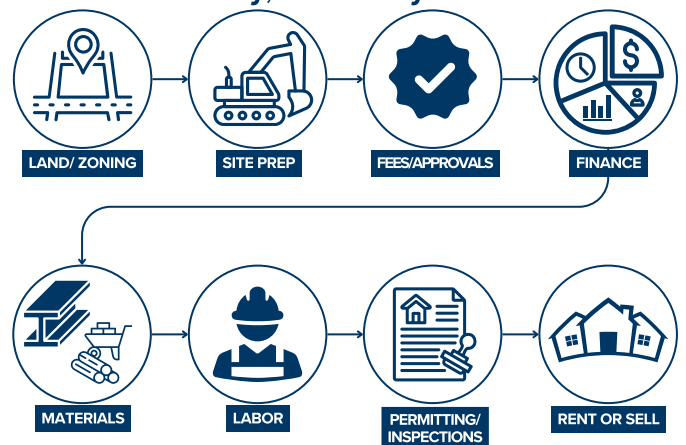 LAND/ ZONING
SITE PREP
FEES/APPROVALS
FINANCE
$
MATERIALS
LABOR
PERMITTING/
INSPECTIONS
RENT OR SELL